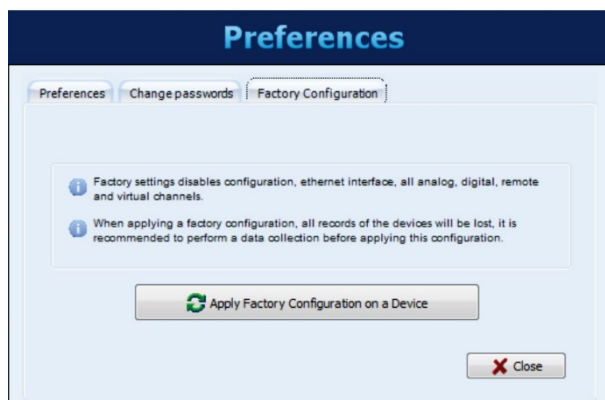 Preferences
Preferences Change passwords Factory Configuration
Factory settings disables configuration, ethernet interface, all analog, digital, remote
and virtual channels.
When applying a factory configuration, all records of the devices will be lost, it is
recommended to perform a data collection before applying this configuration.
Apply Factory Configuration on a Device
Close